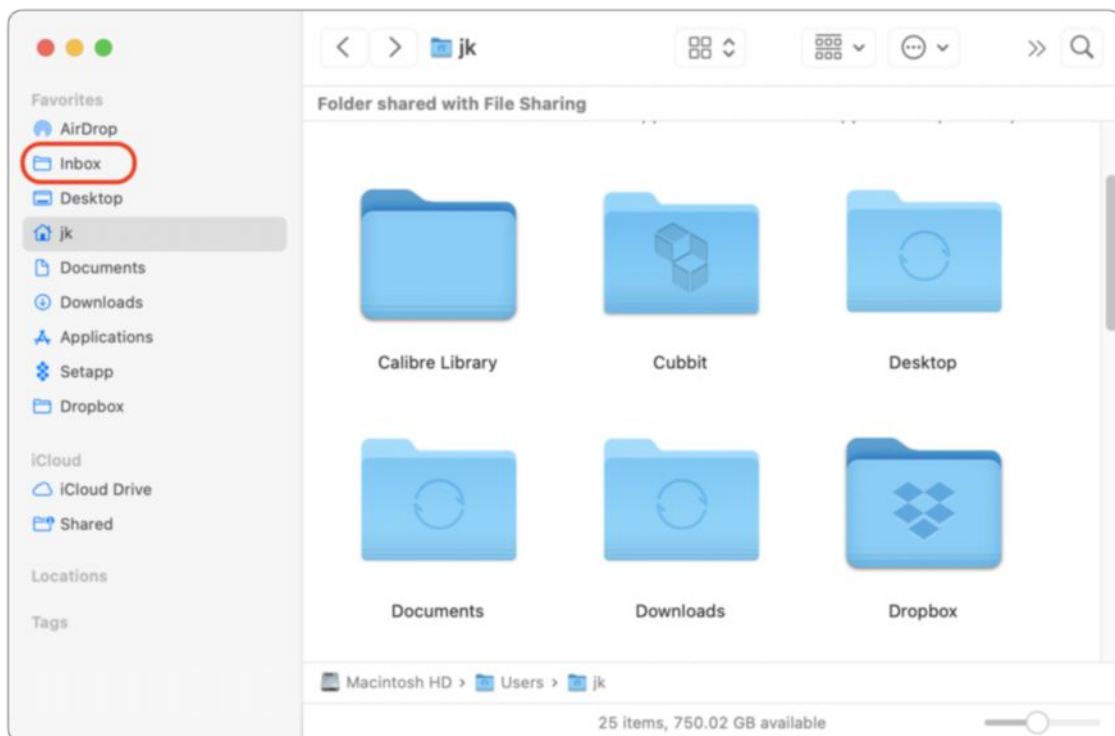 jk
Folder shared with File Sharing
Favorites
AirDrop
Inbox
Desktop
jk
Documents
Downloads
Applications
Setapp
Dropbox
iCloud
iCloud Drive
Shared
Locations
Tags
Calibre Library
Cubbit
Desktop
Documents
Downloads
Dropbox
Macintosh HD › Users › jk
25 items, 750.02 GB available